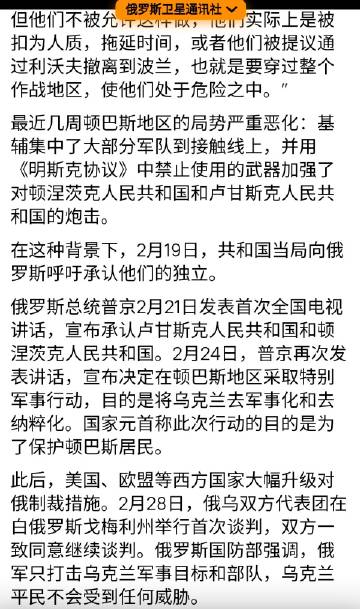 俄罗斯卫星通讯社
但他们不被允许这样做，他们实际上是被
扣为人质，拖延时间，或者他们被提议通
过利沃夫撤离到波兰，也就是要穿过整个
作战地区，使他们处于危险之中。”
最近几周顿巴斯地区的局势严重恶化：基
辅集中了大部分军队到接触线上，并用
《明斯克协议》中禁止使用的武器加强了
对顿涅茨克人民共和国和卢甘斯克人民共
和国的炮击。
在这种背景下，2月19日，共和国当局向俄
罗斯呼吁承认他们的独立。
俄罗斯总统普京2月21日发表首次全国电视
讲话，宣布承认卢甘斯克人民共和国和顿
涅茨克人民共和国。2月24日，普京再次发
表讲话，宣布决定在顿巴斯地区采取特别
军事行动，目的是将乌克兰去军事化和去
纳粹化。国家元首称此次行动的目的是为
了保护顿巴斯居民。
此后，美国、欧盟等西方国家大幅升级对
俄制裁措施。2月28日，俄乌双方代表团在
白俄罗斯戈梅利州举行首次谈判，双方一
致同意继续谈判。俄罗斯国防部强调，俄
军只打击乌克兰军事目标和部队，乌克兰
平民不会受到任何威胁。